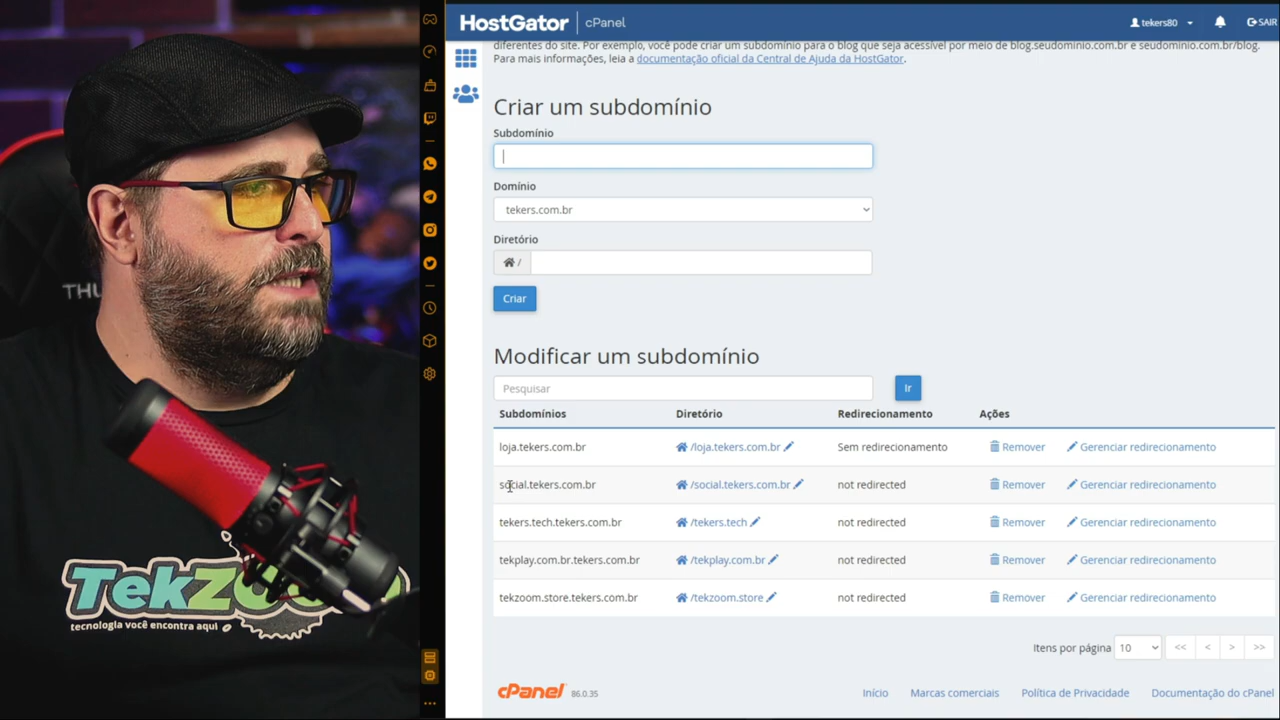 HostGator cPanel
tekers80
SAIR
diferentes do site. Por exemplo, você pode criar um subdomínio para o blog que seja acessível por meio de blog.seudominio.com.br e seudominio.com.br/blog.
Para mais informações, leia a documentação oficial da Central de Ajuda da HostGator.
Criar um subdomínio
Subdomínio
Domínio
tekers.com.br
Diretório
/
Criar
Modificar um subdomínio
Pesquisar
Ir
Subdomínios Diretório Redirecionamento Ações
loja.tekers.com.br /loja.tekers.com.br Sem redirecionamento Remover Gerenciar redirecionamento
social.tekers.com.br /social.tekers.com.br not redirected Remover Gerenciar redirecionamento
tekers.tech.tekers.com.br /tekers.tech not redirected Remover Gerenciar redirecionamento
tekplay.com.br.tekers.com.br /tekplay.com.br not redirected Remover Gerenciar redirecionamento
tekzoom.store.tekers.com.br /tekzoom.store not redirected Remover Gerenciar redirecionamento
Itens por página 10 << < > >>
cPanel 86.0.35 Início Marcas comerciais Política de Privacidade Documentação do cPanel
THU
TekZ
tecnologia você encontra aqui